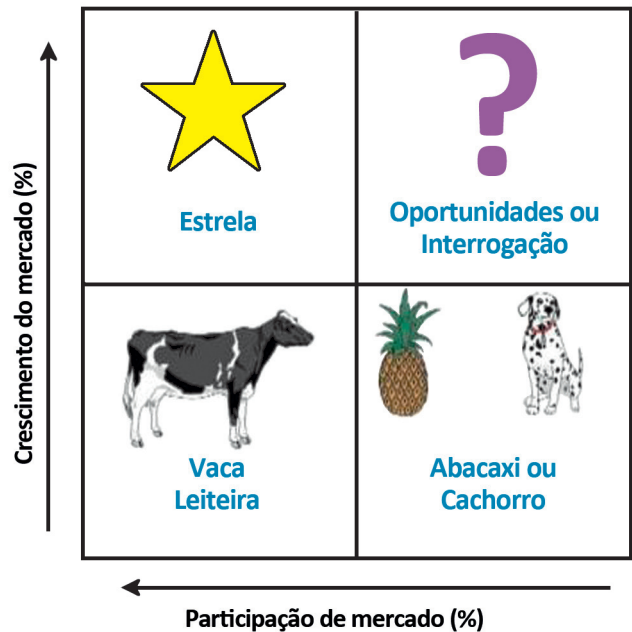 Crescimento do mercado (%)
?
Estrela
Oportunidades ou
Interrogação
Vaca
Leiteira
Abacaxi ou
Cachorro
Participação de mercado (%)